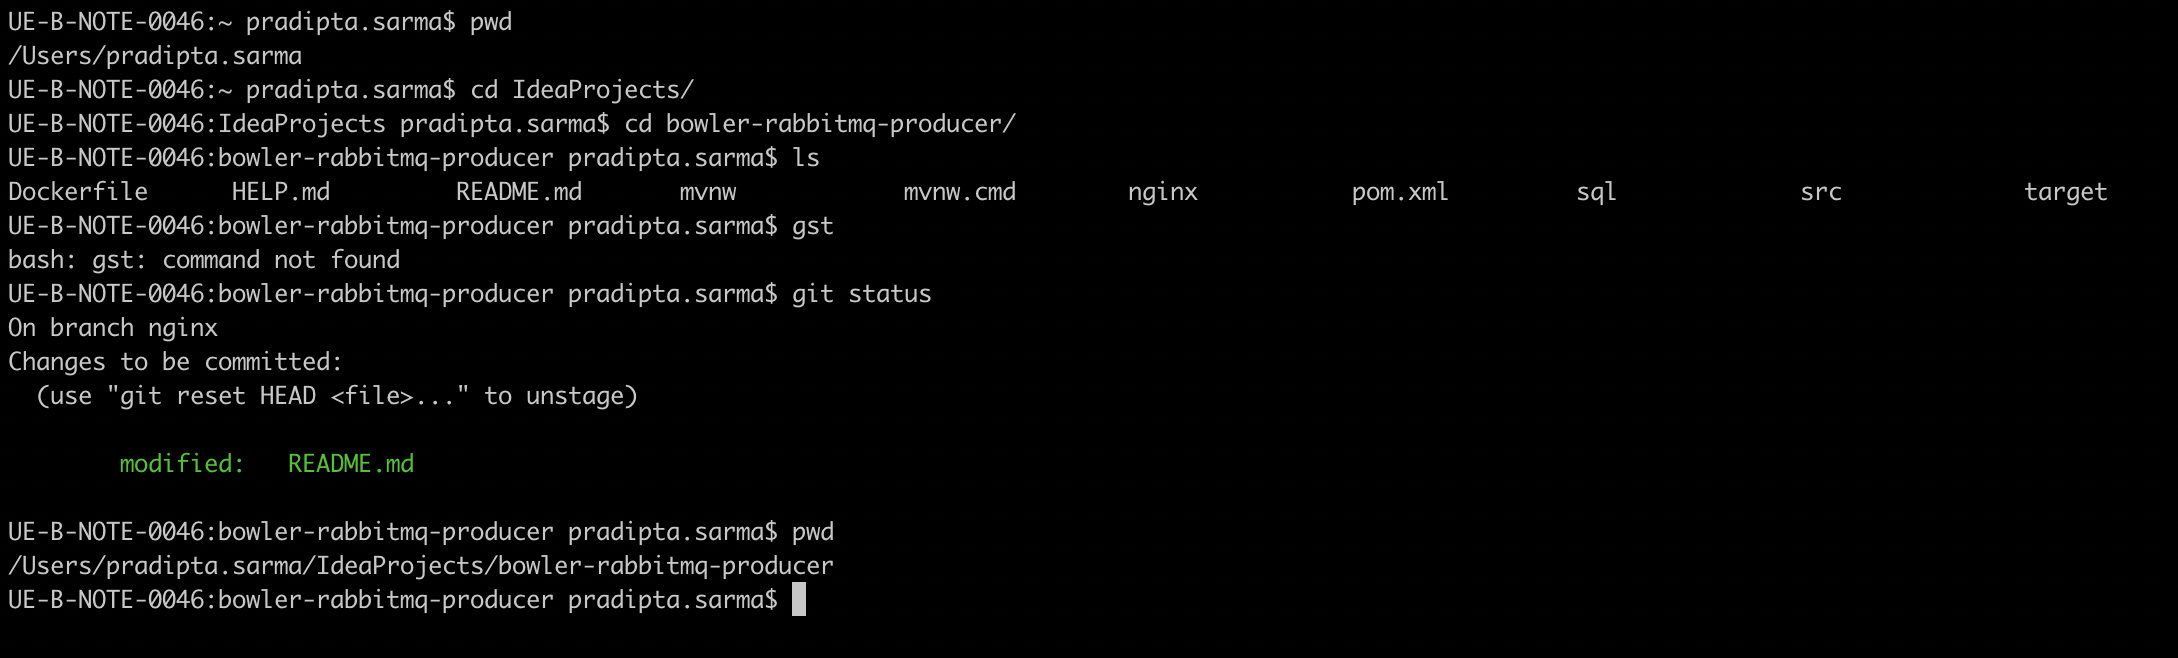 UE-B-NOTE-0046:~ pradipta.sarma$ pwd
/Users/pradipta.sarma
UE-B-NOTE-0046:~ pradipta.sarma$ cd IdeaProjects/
UE-B-NOTE-0046:IdeaProjects pradipta.sarma$ cd bowler-rabbitmq-producer/
UE-B-NOTE-0046:bowler-rabbitmq-producer pradipta.sarma$ ls
Dockerfile      HELP.md         README.md       mvnw            mvnw.cmd        nginx           pom.xml         sql             src             target
UE-B-NOTE-0046:bowler-rabbitmq-producer pradipta.sarma$ gst
bash: gst: command not found
UE-B-NOTE-0046:bowler-rabbitmq-producer pradipta.sarma$ git status
On branch nginx
Changes to be committed:
  (use "git reset HEAD <file>..." to unstage)

        modified:   README.md

UE-B-NOTE-0046:bowler-rabbitmq-producer pradipta.sarma$ pwd
/Users/pradipta.sarma/IdeaProjects/bowler-rabbitmq-producer
UE-B-NOTE-0046:bowler-rabbitmq-producer pradipta.sarma$